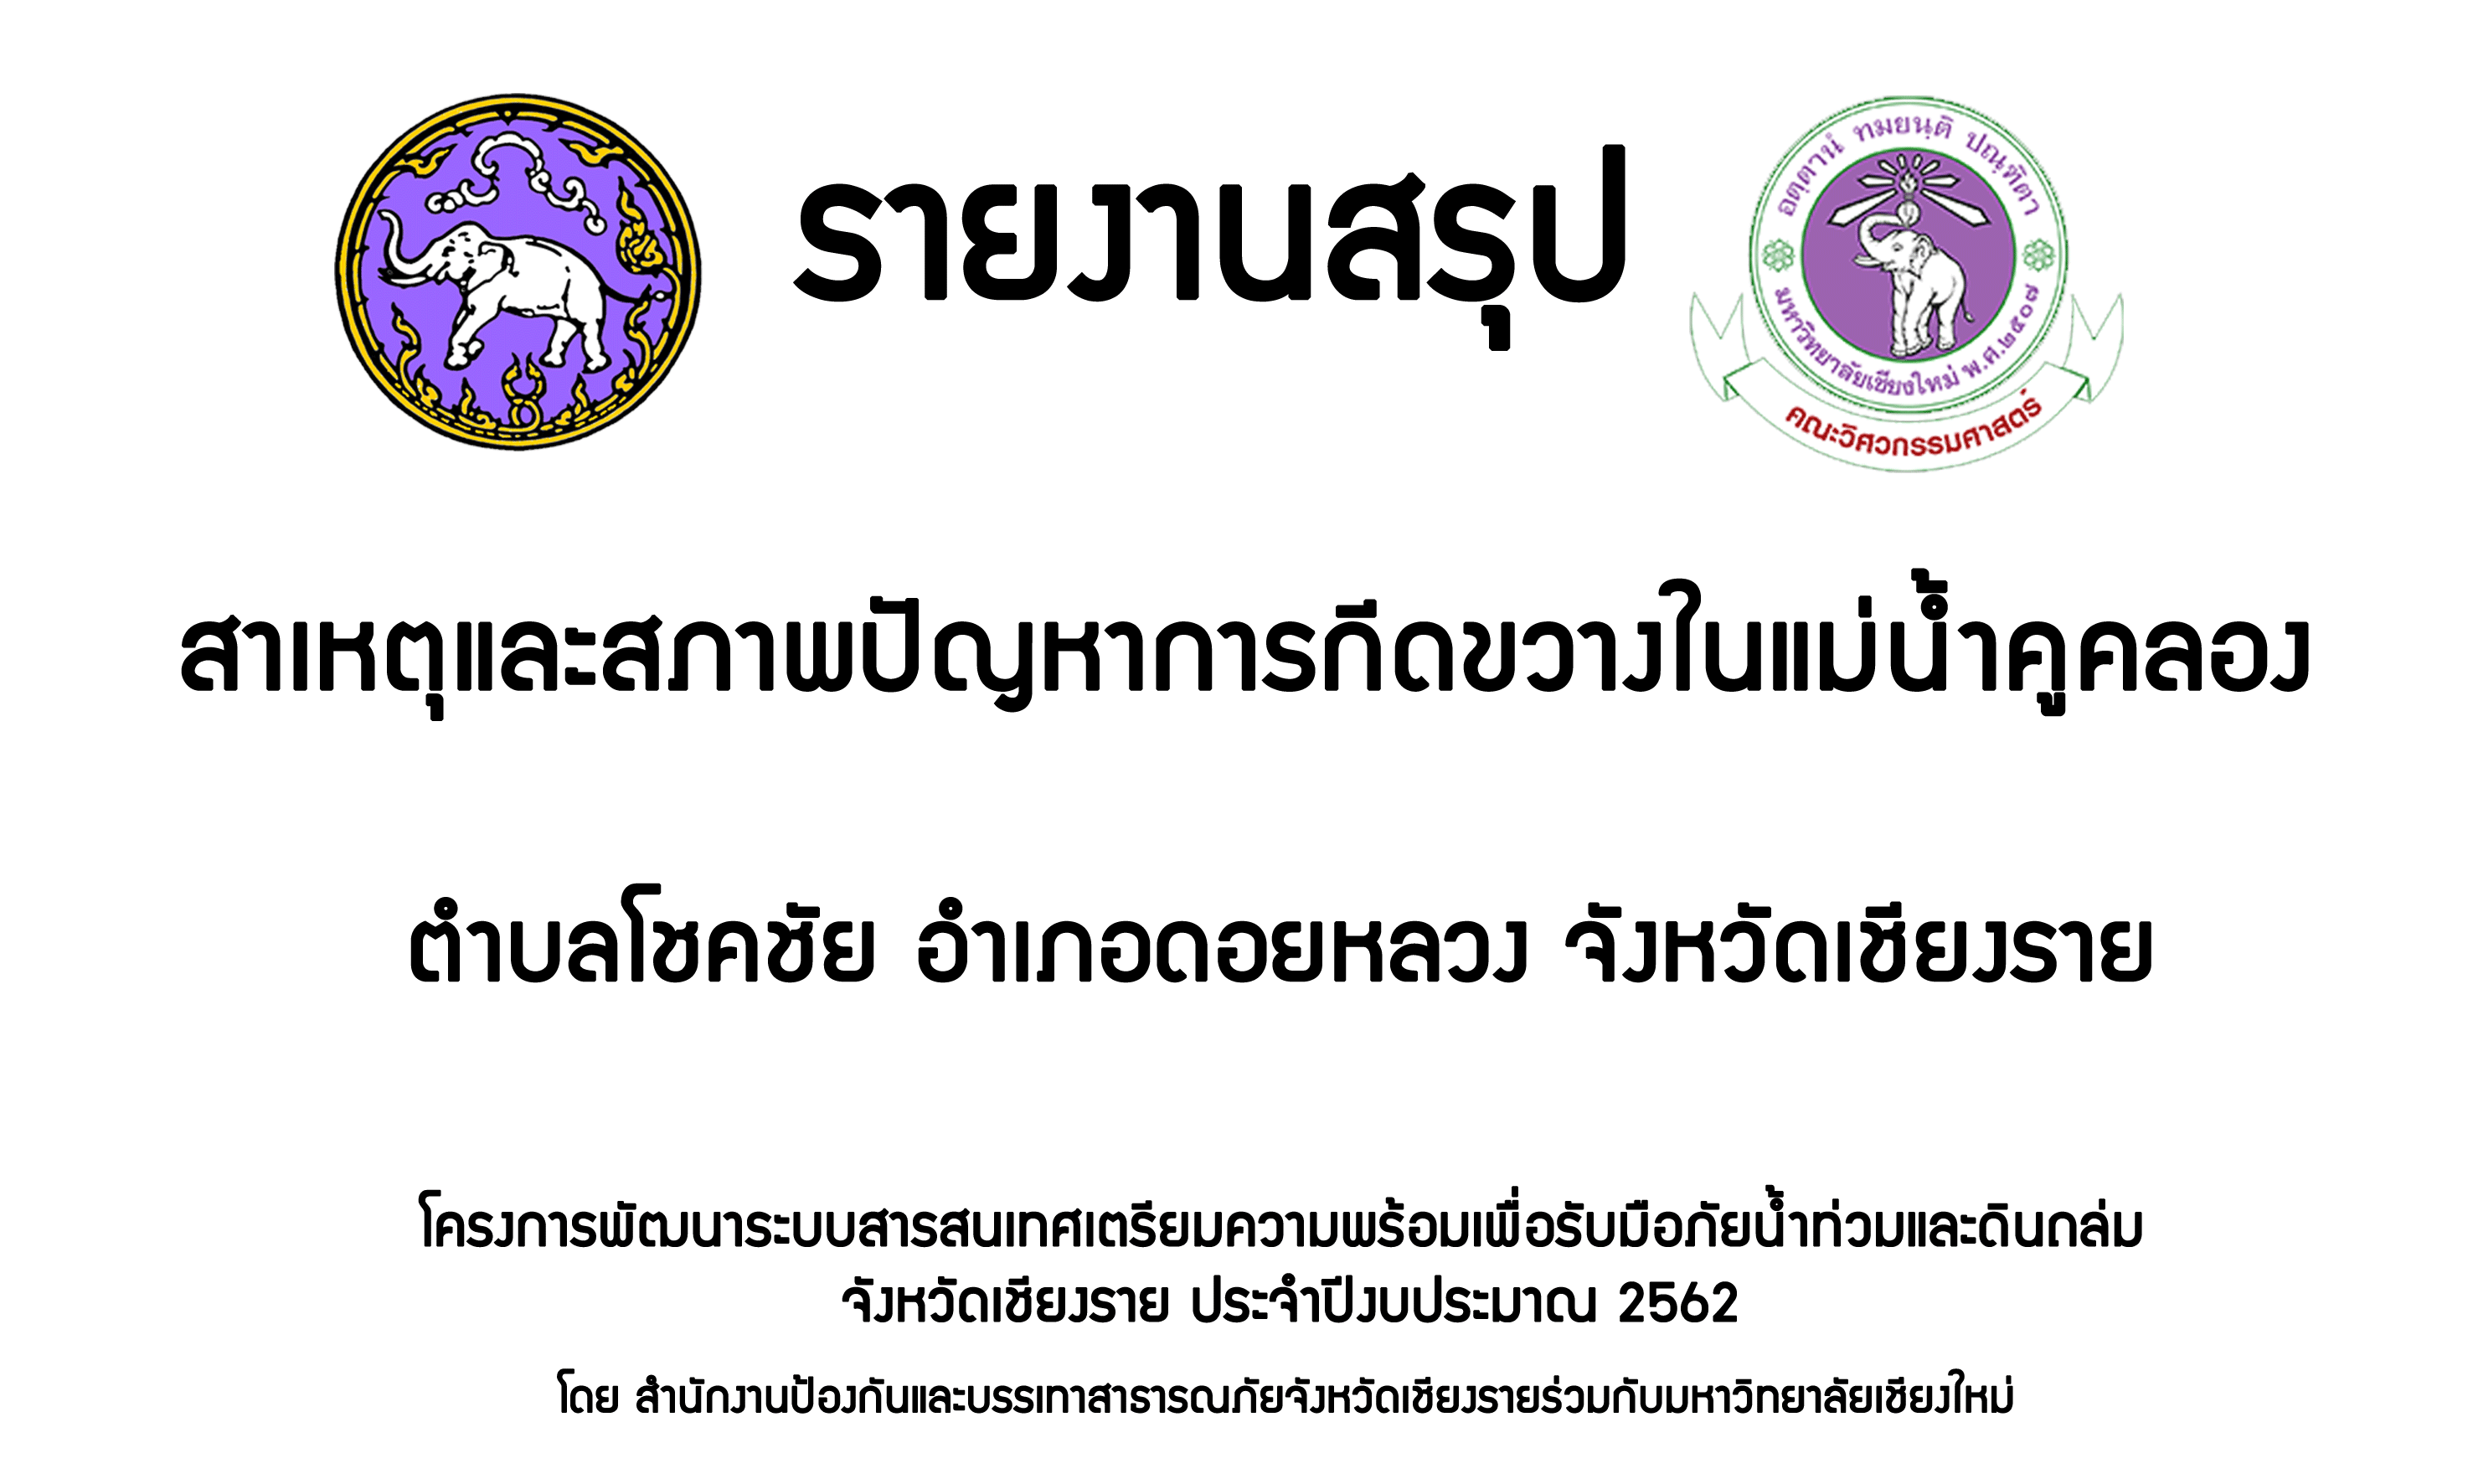 รายงานสรุป
อตฺตานํ ทมยนฺติ ปณฺฑิตา
มหาวิทยาลัยเชียงใหม่ พ.ศ.๒๕๐๗
คณะวิศวกรรมศาสตร์
สาเหตุและสภาพปัญหาการกีดขวางในแม่น้ำคูคลอง
ตำบลโชคชัย อำเภอดอยหลวง จังหวัดเชียงราย
โครงการพัฒนาระบบสารสนเทศเตรียมความพร้อมเพื่อรับมือภัยน้ำท่วมและดินถล่ม
จังหวัดเชียงราย ประจำปีงบประมาณ 2562
โดย สำนักงานป้องกันและบรรเทาสาธารณภัยจังหวัดเชียงรายร่วมกับมหาวิทยาลัยเชียงใหม่